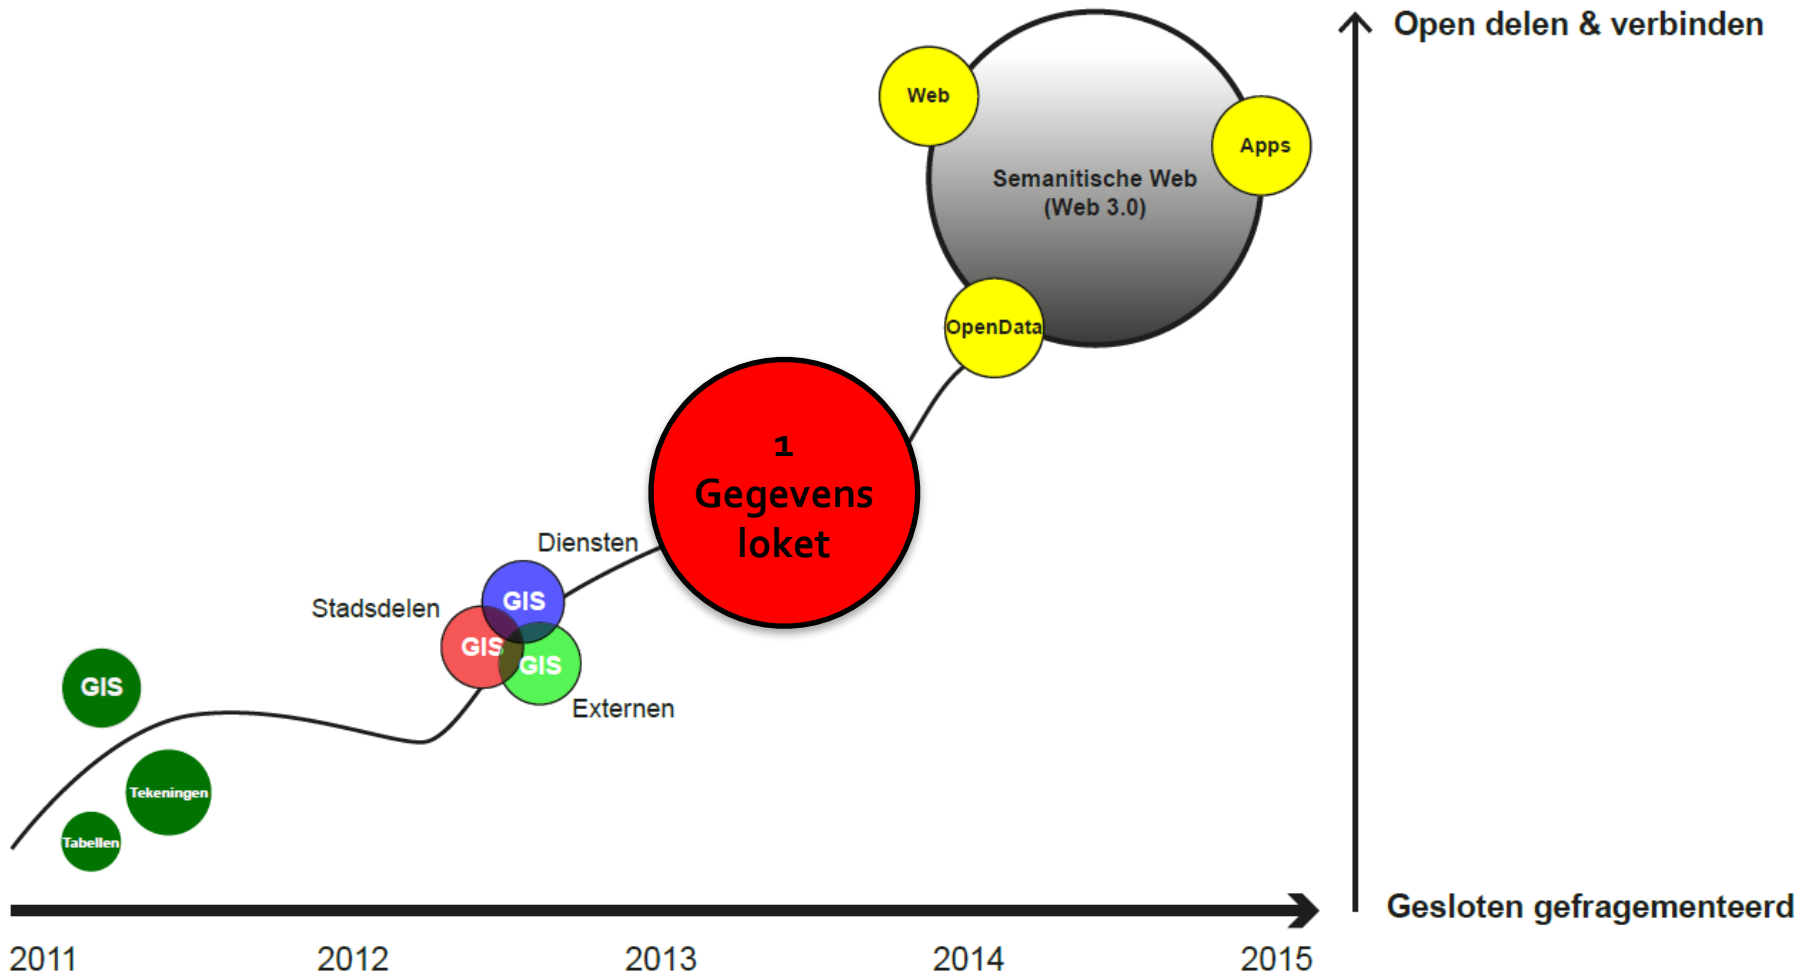 Open delen & verbinden
Web
Apps
Semanitische Web
(Web 3.0)
OpenData
1
Gegevens
loket
Diensten
GIS
Stadsdelen
GIS
GIS
Externen
GIS
Tekeningen
Tabellen
Gesloten gefragementeerd
2011
2012
2013
2014
2015